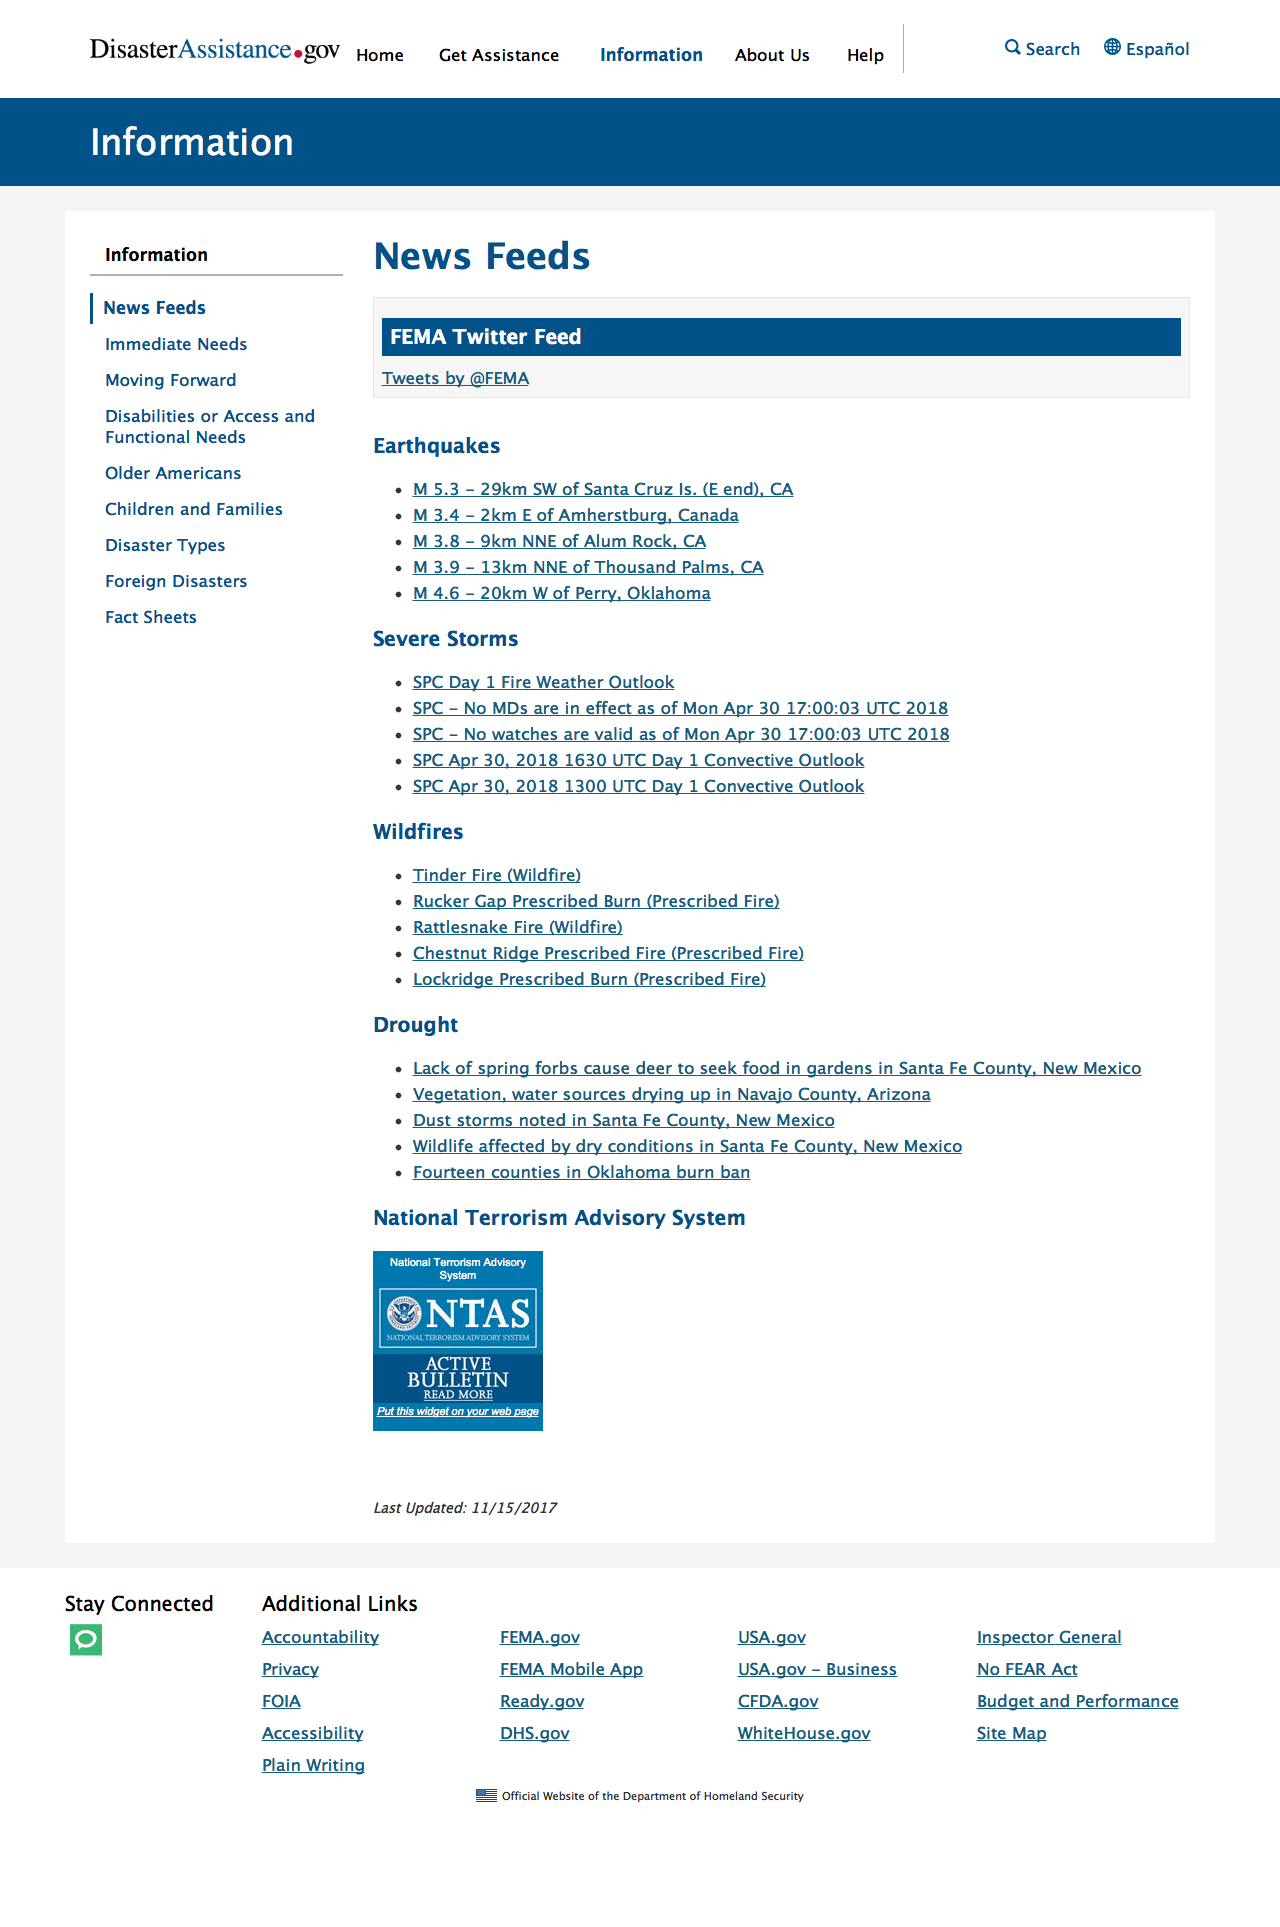 DisasterAssistance.gov Home Get Assistance Information About Us Help Search Español
Information
Information
News Feeds
Immediate Needs
Moving Forward
Disabilities or Access and
Functional Needs
Older Americans
Children and Families
Disaster Types
Foreign Disasters
Fact Sheets
News Feeds
FEMA Twitter Feed
Tweets by @FEMA
Earthquakes
M 5.3 - 29km SW of Santa Cruz Is. (E end), CA
M 3.4 - 2km E of Amherstburg, Canada
M 3.8 - 9km NNE of Alum Rock, CA
M 3.9 - 13km NNE of Thousand Palms, CA
M 4.6 - 20km W of Perry, Oklahoma
Severe Storms
SPC Day 1 Fire Weather Outlook
SPC - No MDs are in effect as of Mon Apr 30 17:00:03 UTC 2018
SPC - No watches are valid as of Mon Apr 30 17:00:03 UTC 2018
SPC Apr 30, 2018 1630 UTC Day 1 Convective Outlook
SPC Apr 30, 2018 1300 UTC Day 1 Convective Outlook
Wildfires
Tinder Fire (Wildfire)
Rucker Gap Prescribed Burn (Prescribed Fire)
Rattlesnake Fire (Wildfire)
Chestnut Ridge Prescribed Fire (Prescribed Fire)
Lockridge Prescribed Burn (Prescribed Fire)
Drought
Lack of spring forbs cause deer to seek food in gardens in Santa Fe County, New Mexico
Vegetation, water sources drying up in Navajo County, Arizona
Dust storms noted in Santa Fe County, New Mexico
Wildlife affected by dry conditions in Santa Fe County, New Mexico
Fourteen counties in Oklahoma burn ban
National Terrorism Advisory System
National Terrorism Advisory
System
NTAS
NATIONAL TERRORISM ADVISORY SYSTEM
ACTIVE
BULLETIN
READ MORE
Put this widget on your web page
Last Updated: 11/15/2017
Stay Connected
Additional Links
Accountability FEMA.gov USA.gov Inspector General
Privacy FEMA Mobile App USA.gov - Business No FEAR Act
FOIA Ready.gov CFDA.gov Budget and Performance
Accessibility DHS.gov WhiteHouse.gov Site Map
Plain Writing
Official Website of the Department of Homeland Security